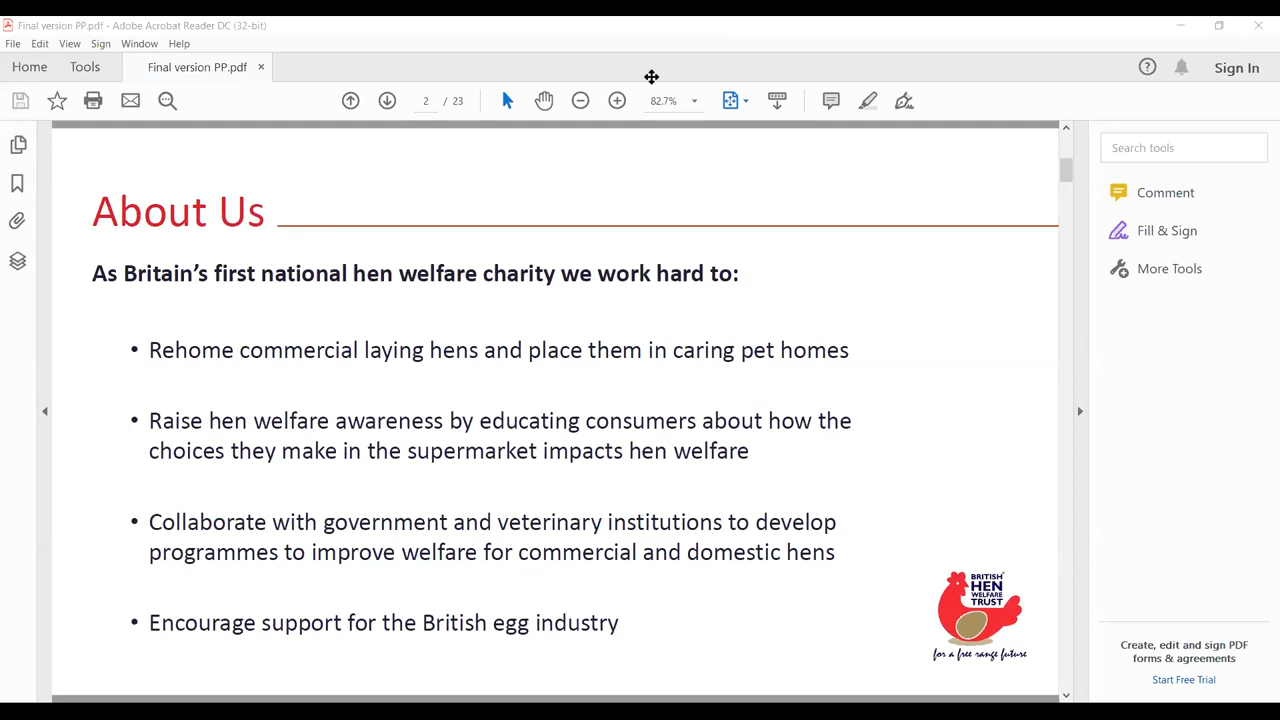 Final version PP.pdf - Adobe Acrobat Reader DC (32-bit)
File Edit View Sign Window Help
Home Tools Final version PP.pdf × Sign In
2 / 23 82.7%
Search tools
Comment
Fill & Sign
More Tools
About Us
As Britain’s first national hen welfare charity we work hard to:
• Rehome commercial laying hens and place them in caring pet homes
• Raise hen welfare awareness by educating consumers about how the
choices they make in the supermarket impacts hen welfare
• Collaborate with government and veterinary institutions to develop
programmes to improve welfare for commercial and domestic hens
• Encourage support for the British egg industry
BRITISH
HEN
WELFARE
TRUST
for a free range future
Create, edit and sign PDF
forms & agreements
Start Free Trial